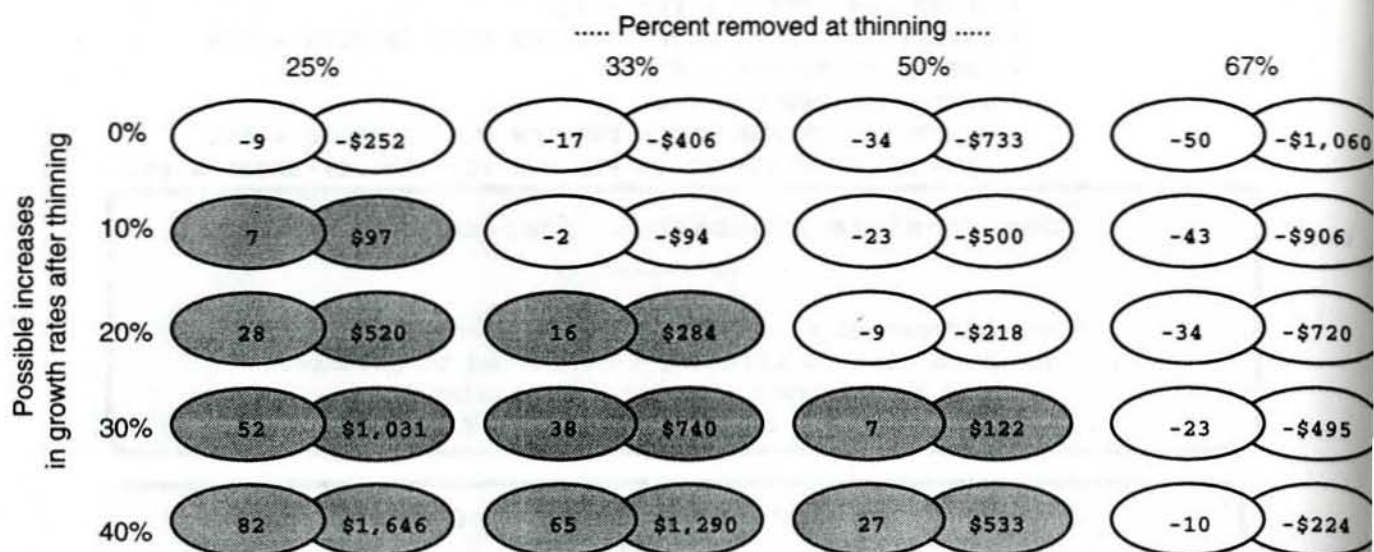 ..... Percent removed at thinning .....
25% 33% 50% 67%
Possible increases
in growth rates after thinning
0% -9 -$252 -17 -$406 -34 -$733 -50 -$1,060
10% 7 $97 -2 -$94 -23 -$500 -43 -$906
20% 28 $520 16 $284 -9 -$218 -34 -$720
30% 52 $1,031 38 $740 7 $122 -23 -$495
40% 82 $1,646 65 $1,290 27 $533 -10 -$224